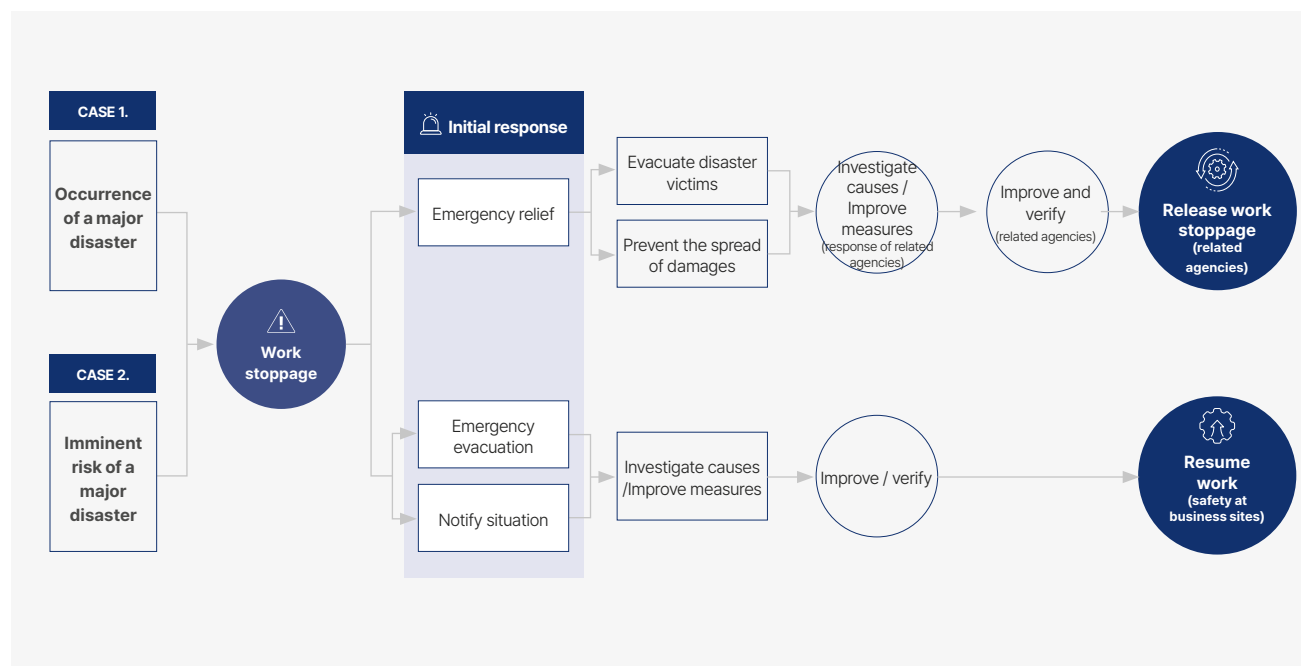 CASE 1.
Occurrence
of a major
disaster
CASE 2.
Imminent
risk of a
major
disaster
Work
stoppage
Initial response
Emergency relief
Evacuate disaster
victims
Prevent the spread
of damages
Investigate
causes /
Improve
measures
(response of related
agencies)
Improve and
verify
(related agencies)
Release work
stoppage
(related
agencies)
Emergency
evacuation
Notify situation
Investigate causes
/Improve measures
Improve / verify
Resume
work
(safety at
business sites)